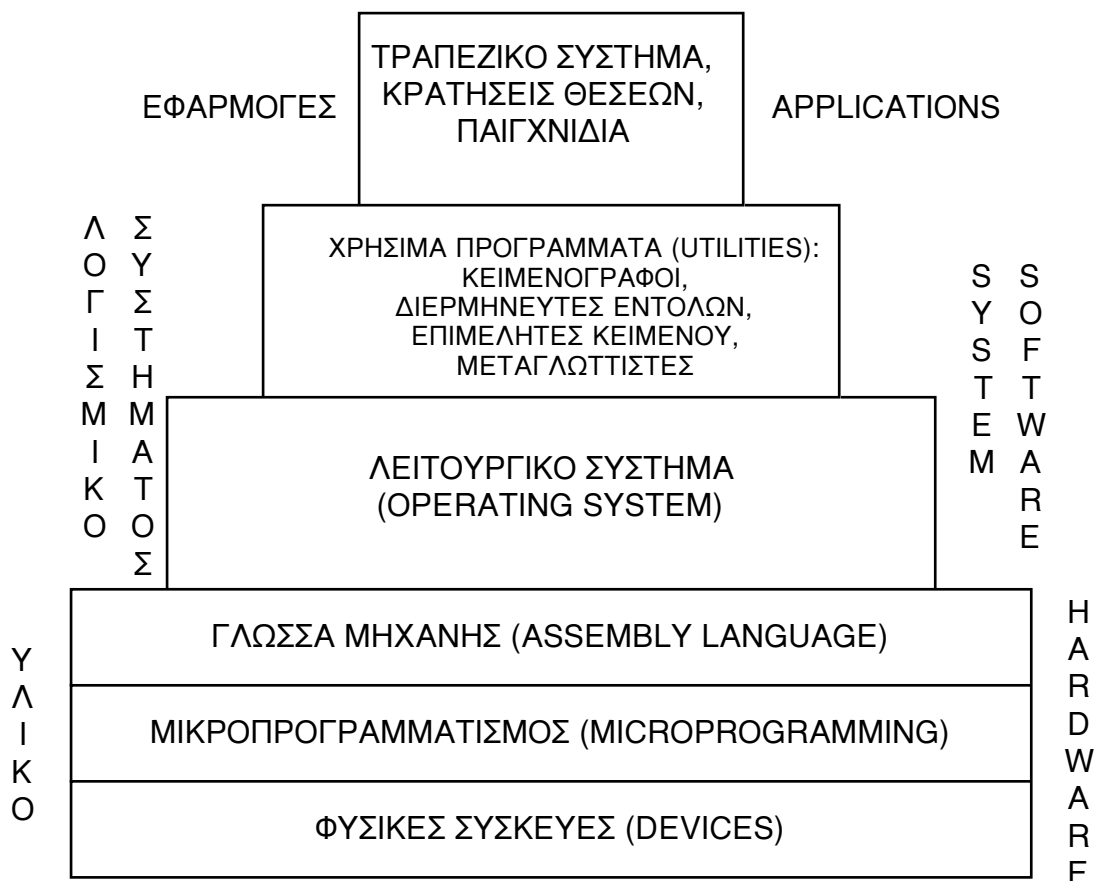 ΤΡΑΠΕΖΙΚΟ ΣΥΣΤΗΜΑ,
ΚΡΑΤΗΣΕΙΣ ΘΕΣΕΩΝ,
ΠΑΙΓΧΝΙΔΙΑ
ΕΦΑΡΜΟΓΕΣ
APPLICATIONS
ΧΡΗΣΙΜΑ ΠΡΟΓΡΑΜΜΑΤΑ (UTILITIES):
ΚΕΙΜΕΝΟΓΡΑΦΟΙ,
ΔΙΕΡΜΗΝΕΥΤΕΣ ΕΝΤΟΛΩΝ,
ΕΠΙΜΕΛΗΤΕΣ ΚΕΙΜΕΝΟΥ,
ΜΕΤΑΓΛΩΤΤΙΣΤΕΣ
ΛΟΓΙΣΜΙΚΟ
ΣΥΣΤΗΜΑΤΟΣ
SYSTEM
SOFTWARE
ΛΕΙΤΟΥΡΓΙΚΟ ΣΥΣΤΗΜΑ
(OPERATING SYSTEM)
ΓΛΩΣΣΑ ΜΗΧΑΝΗΣ (ASSEMBLY LANGUAGE)
ΜΙΚΡΟΠΡΟΓΡΑΜΜΑΤΙΣΜΟΣ (MICROPROGRAMMING)
ΦΥΣΙΚΕΣ ΣΥΣΚΕΥΕΣ (DEVICES)
ΥΛΙΚΟ
HARDWARE